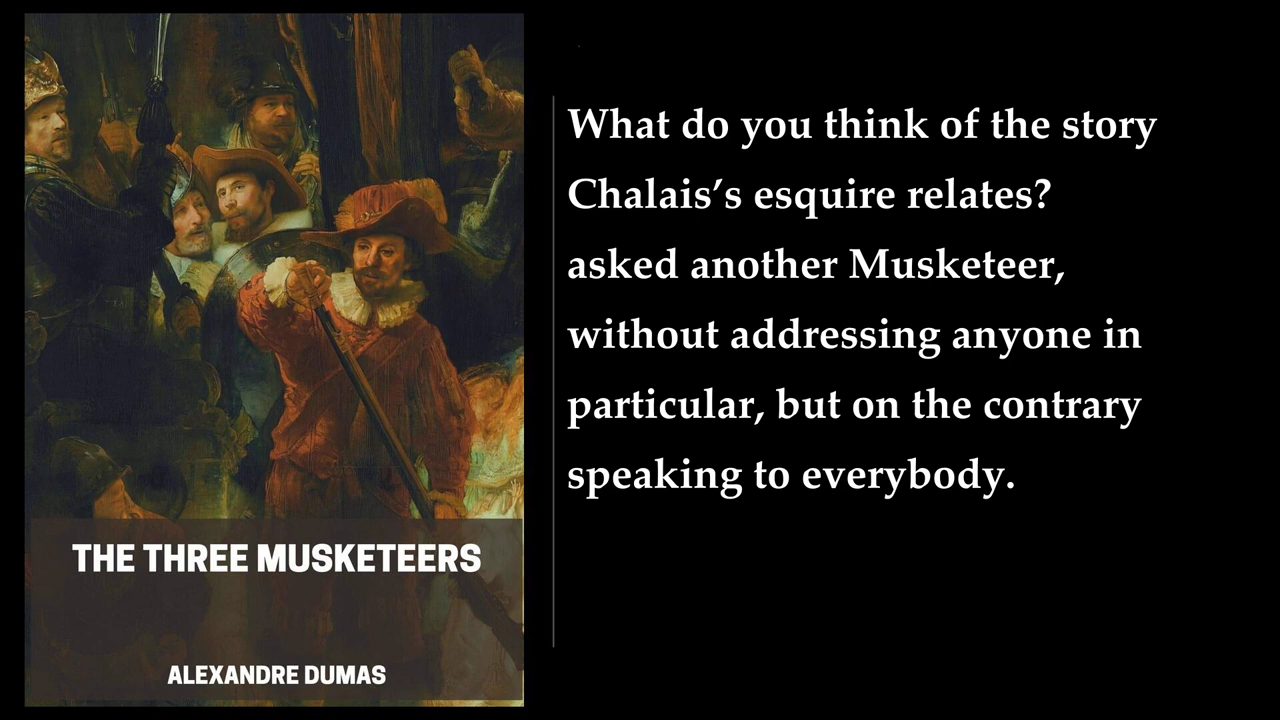 THE THREE MUSKETEERS
ALEXANDRE DUMAS
What do you think of the story
Chalais’s esquire relates?
asked another Musketeer,
without addressing anyone in
particular, but on the contrary
speaking to everybody.